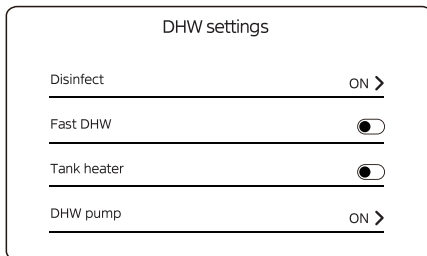 DHW settings
Disinfect ON
Fast DHW
Tank heater
DHW pump ON